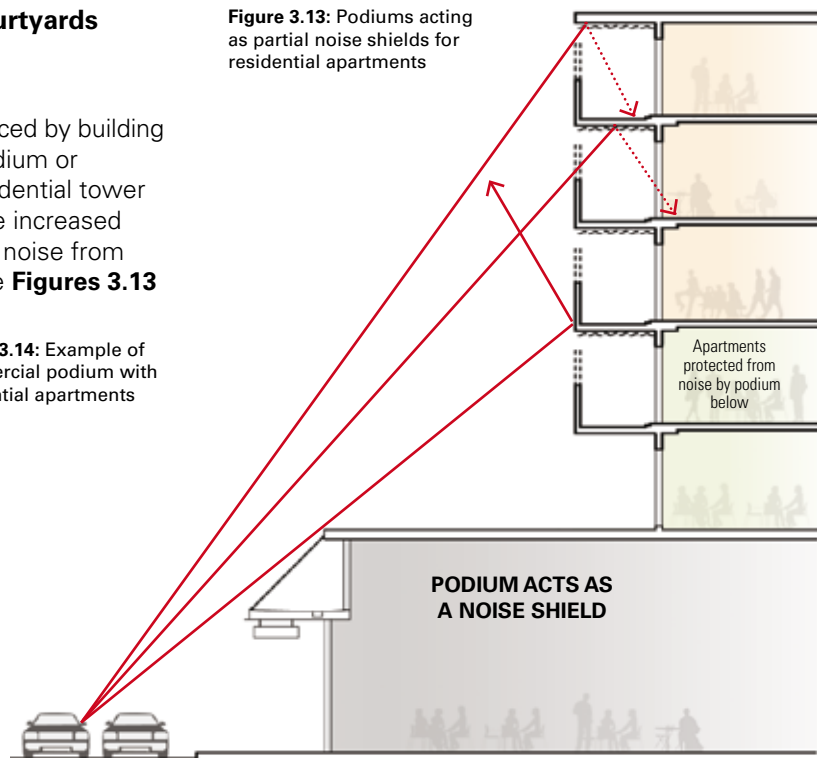 urtyards
ced by building
dium or
idential tower
e increased
noise from
e Figures 3.13
3.14: Example of
ercial podium with
ntial apartments
Figure 3.13: Podiums acting
as partial noise shields for
residential apartments
Apartments
protected from
noise by podium
below
PODIUM ACTS AS
A NOISE SHIELD